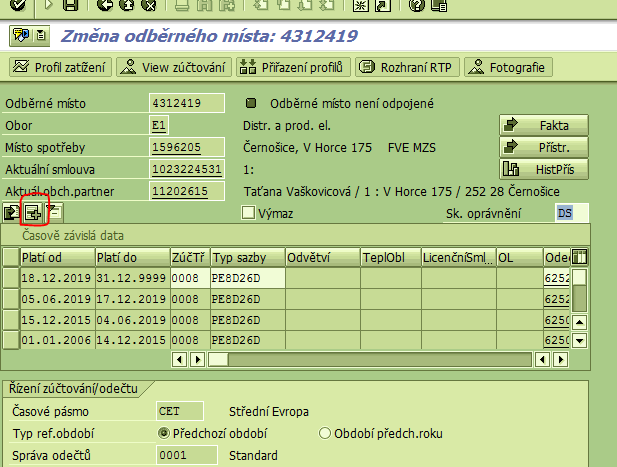 Změna odběrného místa: 4312419
Profil zatížení View zúčtování Přiřazení profilů Rozhraní RTP Fotografie
Odběrné místo 4312419 Odběrné místo není odpojené
Obor E1 Distr. a prod. el. Fakta
Místo spotřeby 1596205 Černošice, V Horce 175 FVE MZS Přístr.
Aktuální smlouva 1023224531 1: HistPřís
Aktuál.obch.partner 11202615 Taťana Vaškovicová / 1 : V Horce 175 / 252 28 Černošice
Výmaz Sk. oprávnění DS
Časově závislá data
Platí od Platí do ZúčTř Typ sazby Odvětví TeplObl LicenčníSml.. OL Odec
18.12.2019 31.12.9999 0008 PE8D26D 6252
05.06.2019 17.12.2019 0008 PE8D26D 6252
15.12.2015 04.06.2019 0008 PE8D26D 6250
01.01.2006 14.12.2015 0008 PE8D26D 6250
Řízení zúčtování/odečtu
Časové pásmo CET Střední Evropa
Typ ref.období Předchozí období Období předch.roku
Správa odečtů 0001 Standard